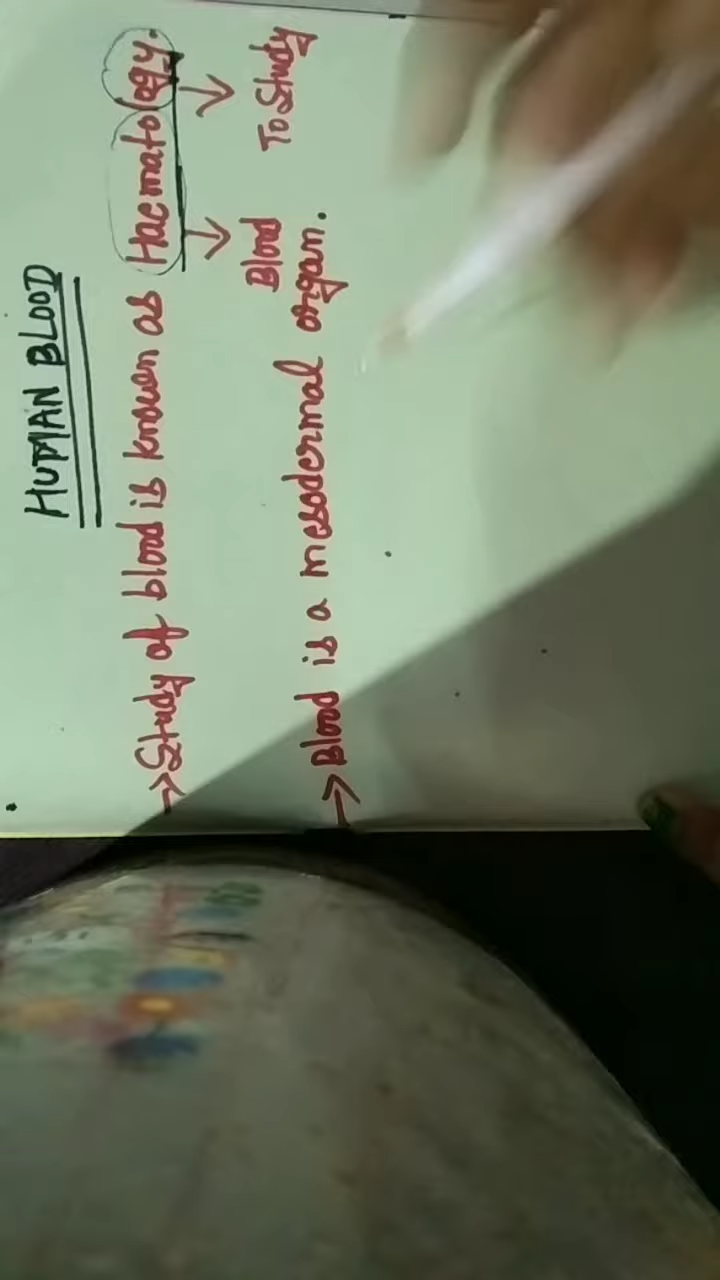 HUMAN BLOOD
→ Study of blood is known as Haematology.
Blood To Study
→ Blood is a mesodermal organ.